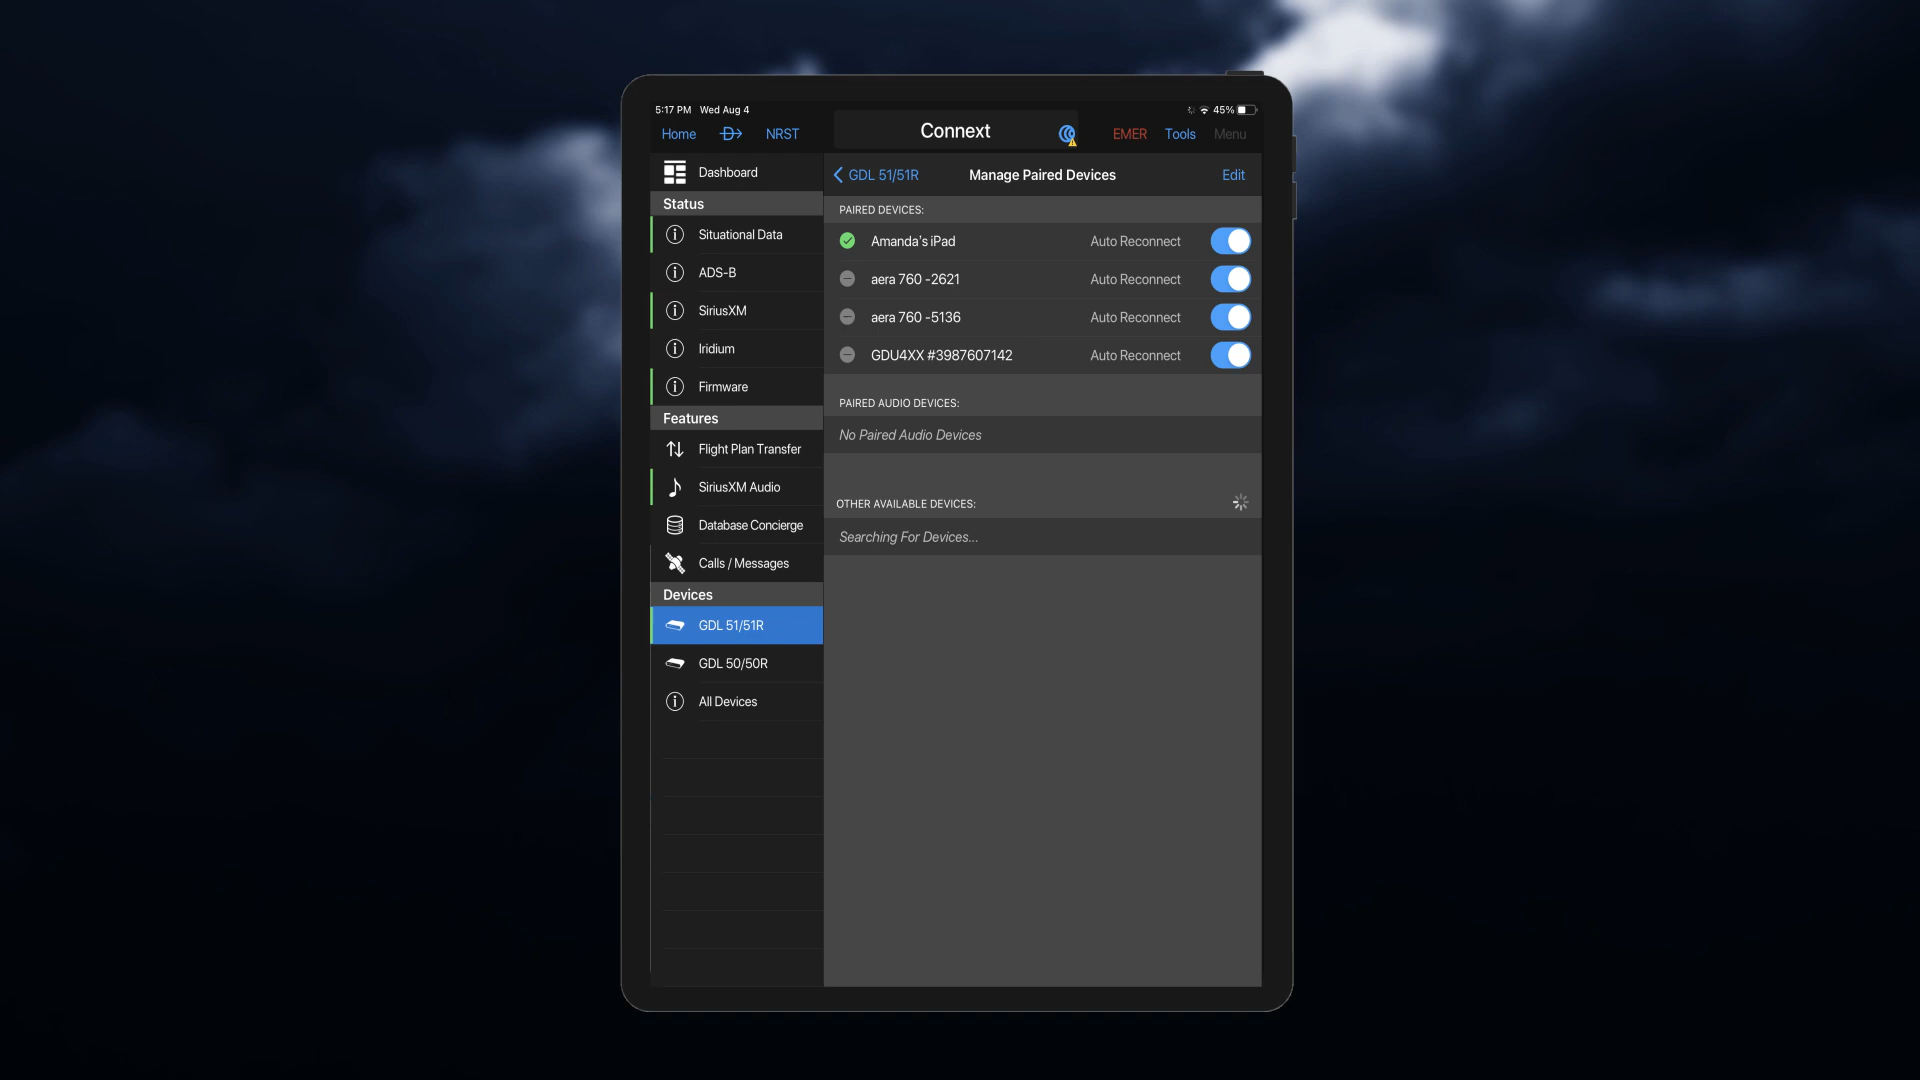 5:17 PM Wed Aug 4
45%
Home
NRST
Connext
EMER
Tools
Menu
Dashboard
Status
Situational Data
ADS-B
SiriusXM
Iridium
Firmware
Features
Flight Plan Transfer
SiriusXM Audio
Database Concierge
Calls / Messages
Devices
GDL 51/51R
GDL 50/50R
All Devices
GDL 51/51R
Manage Paired Devices
Edit
PAIRED DEVICES:
Amanda's iPad Auto Reconnect
aera 760 -2621 Auto Reconnect
aera 760 -5136 Auto Reconnect
GDU4XX #3987607142 Auto Reconnect
PAIRED AUDIO DEVICES:
No Paired Audio Devices
OTHER AVAILABLE DEVICES:
Searching For Devices...